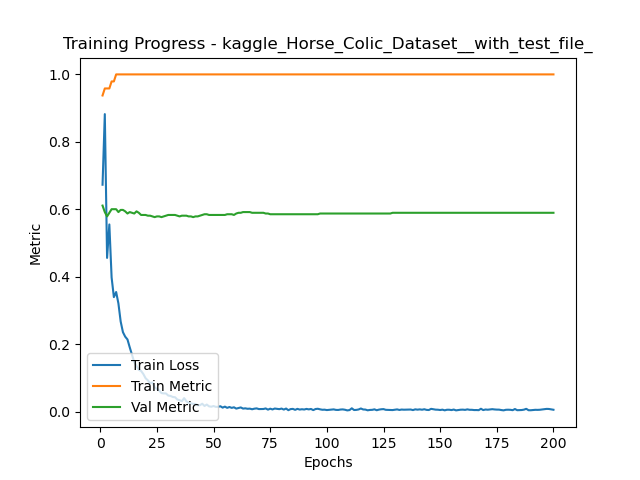 Training Progress - kaggle_Horse_Colic_Dataset__with_test_file_
1.0
0.8
0.6
0.4
0.2
0.0
Metric
Train Loss
Train Metric
Val Metric
0 25 50 75 100 125 150 175 200
Epochs